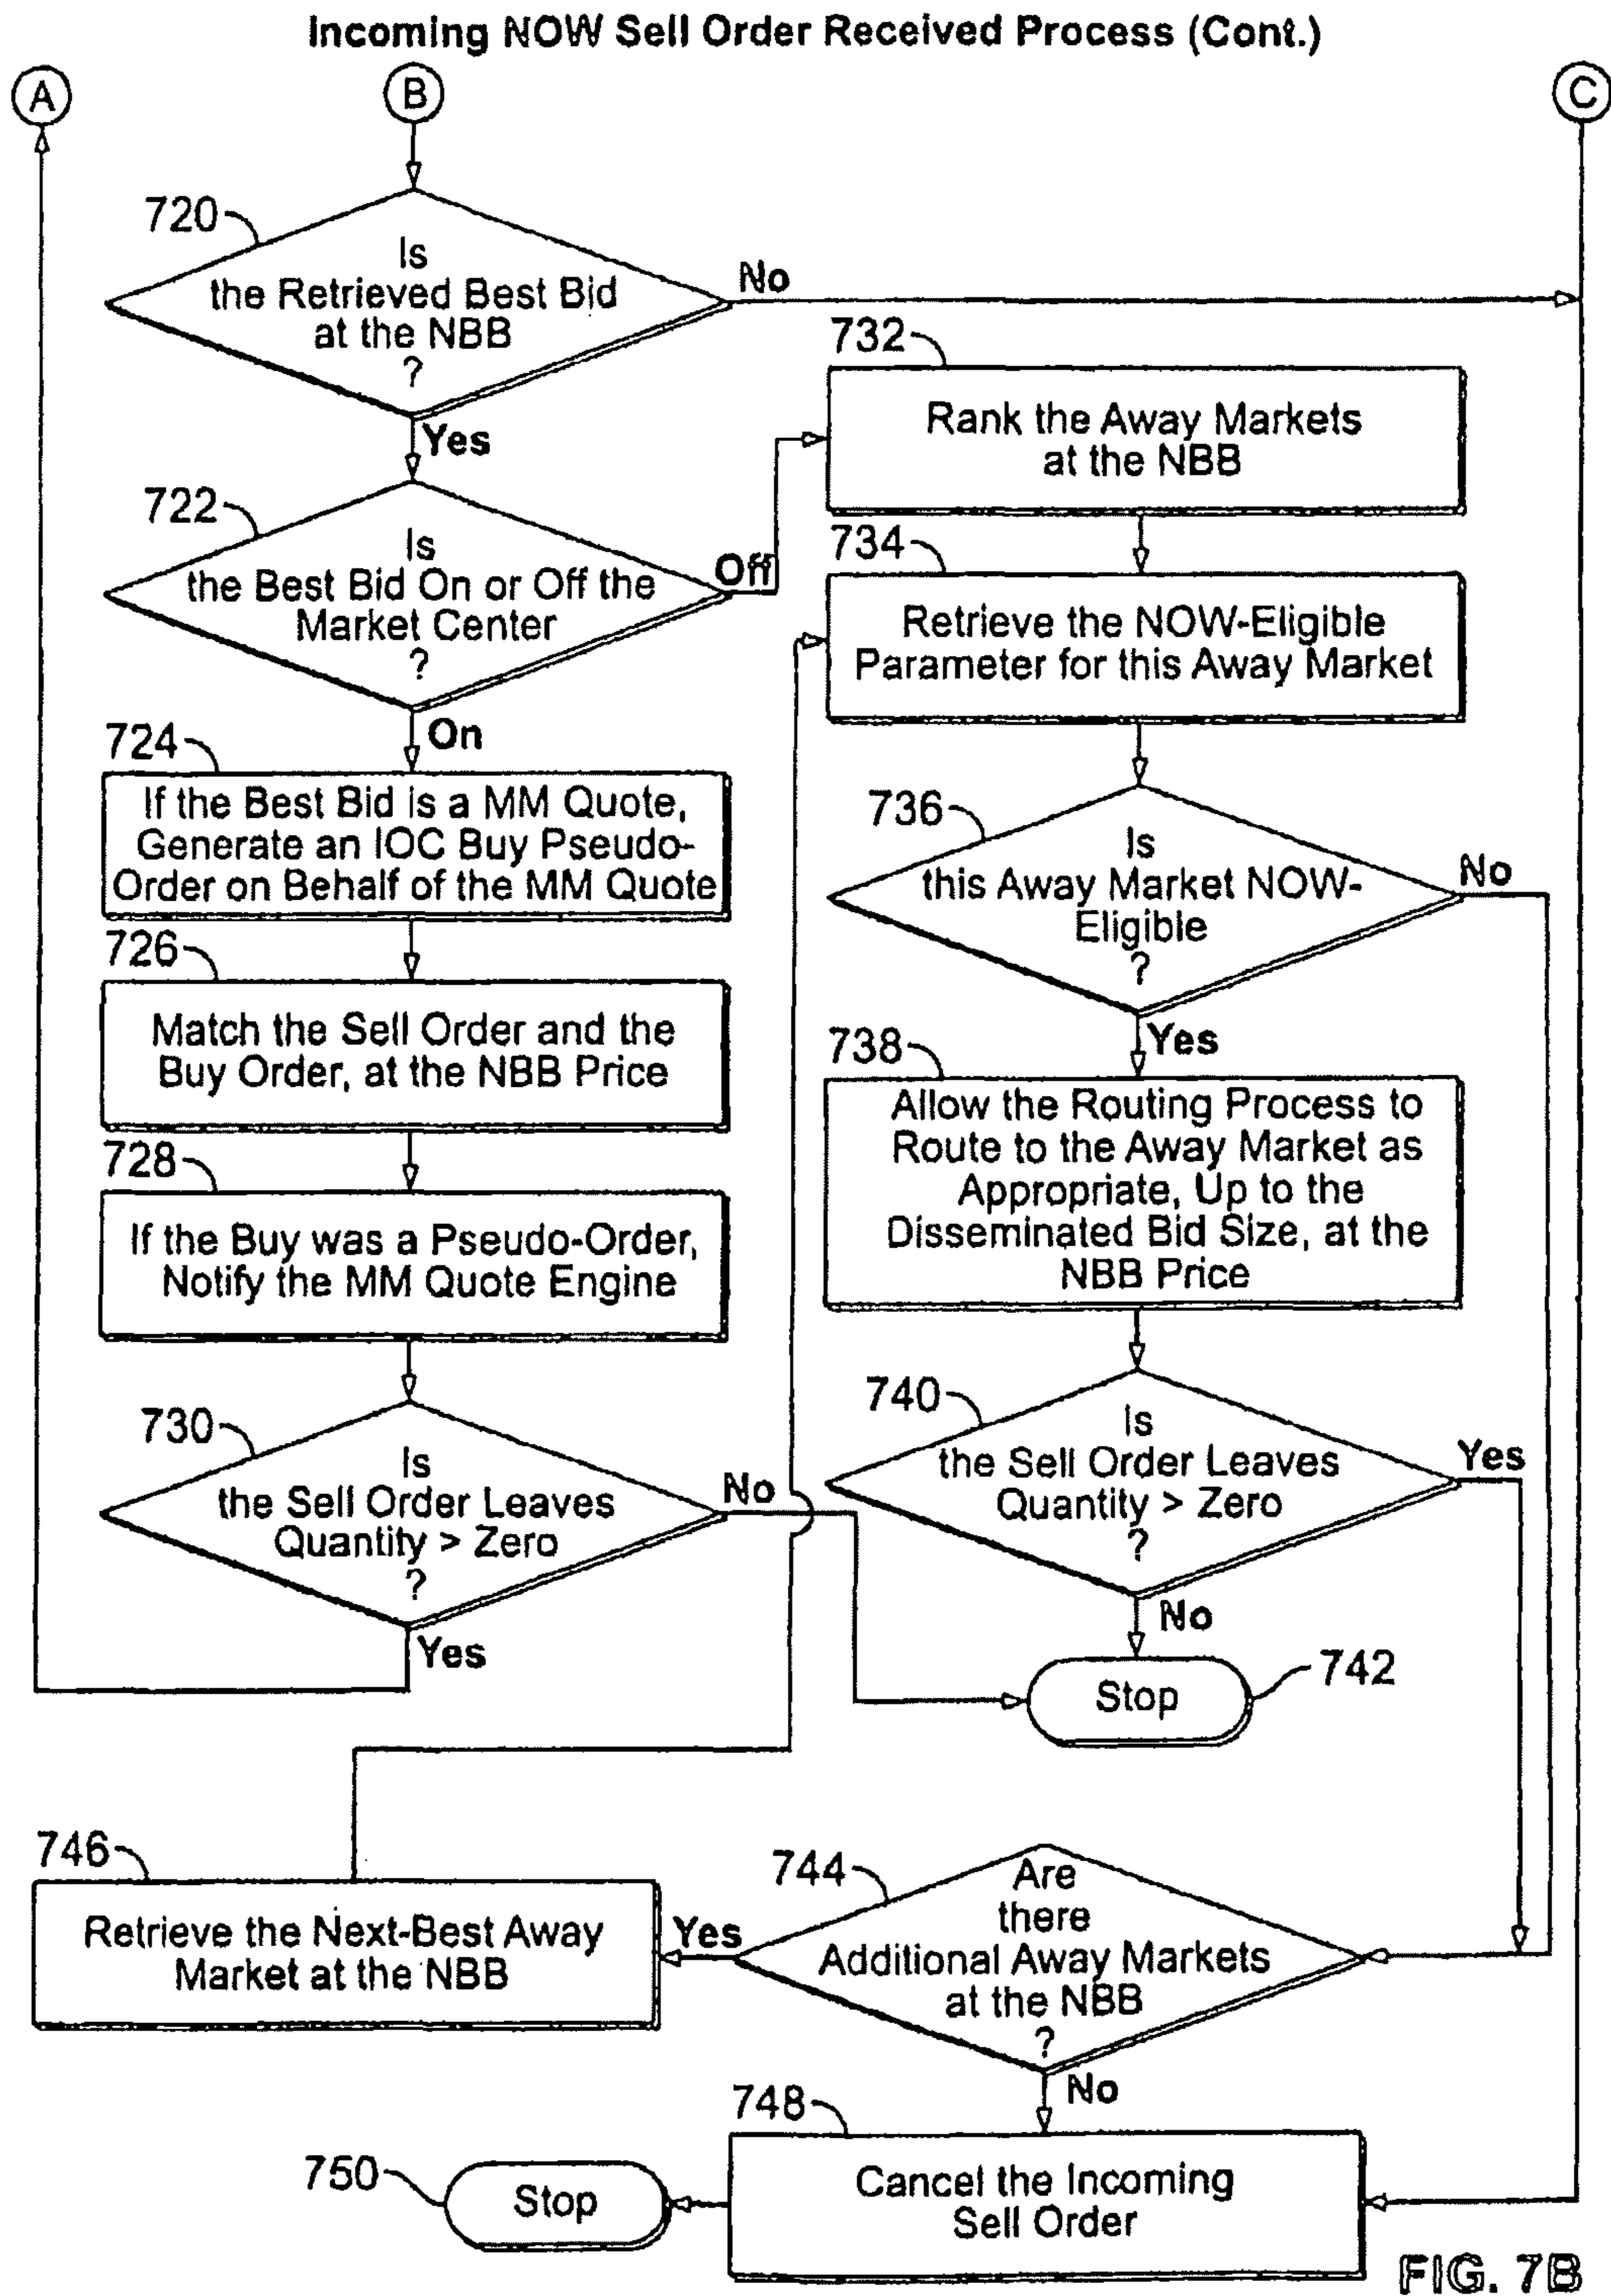 Incoming NOW Sell Order Received Process (Cont.)
A
B
C
720
Is
the Retrieved Best Bid
at the NBB
?
No
Yes
722
Is
the Best Bid On or Off the
Market Center
?
Off
On
724
If the Best Bid is a MM Quote,
Generate an IOC Buy Pseudo-
Order on Behalf of the MM Quote
726
Match the Sell Order and the
Buy Order, at the NBB Price
728
If the Buy was a Pseudo-Order,
Notify the MM Quote Engine
730
Is
the Sell Order Leaves
Quantity > Zero
?
No
Yes
732
Rank the Away Markets
at the NBB
734
Retrieve the NOW-Eligible
Parameter for this Away Market
736
Is
this Away Market NOW-
Eligible
?
No
Yes
738
Allow the Routing Process to
Route to the Away Market as
Appropriate, Up to the
Disseminated Bid Size, at the
NBB Price
740
Is
the Sell Order Leaves
Quantity > Zero
?
Yes
No
Stop
742
744
Are
there
Additional Away Markets
at the NBB
?
Yes
No
746
Retrieve the Next-Best Away
Market at the NBB
748
Cancel the Incoming
Sell Order
750
Stop
FIG. 7B